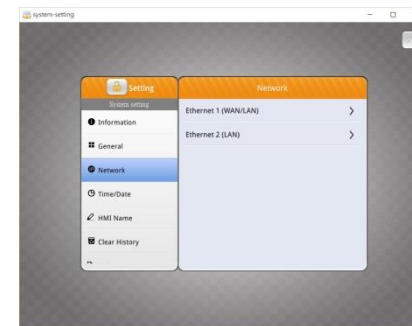 system-setting
Setting
System setting
Information
General
Network
Time/Date
HMI Name
Clear History
Network
Ethernet 1 (WAN/LAN)
Ethernet 2 (LAN)